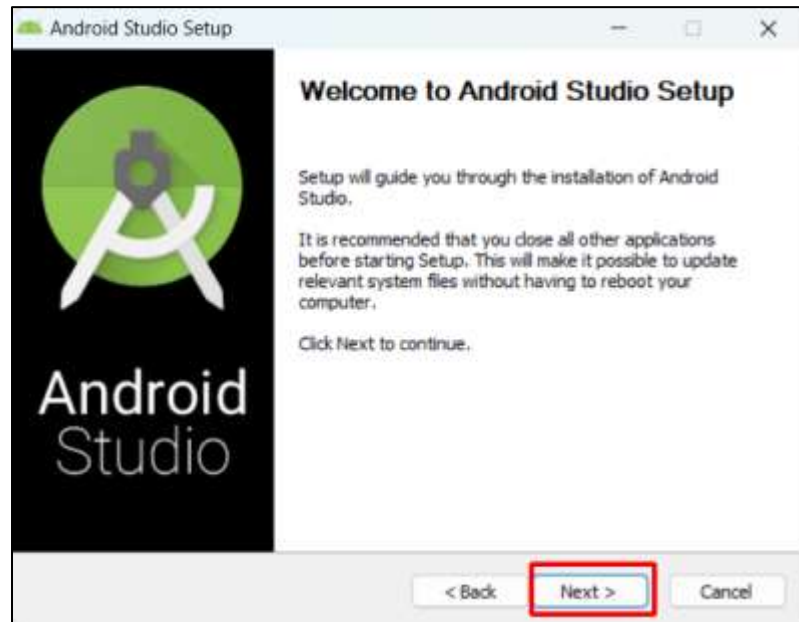 Android Studio Setup
Welcome to Android Studio Setup
Setup will guide you through the installation of Android
Studio.
It is recommended that you close all other applications
before starting Setup. This will make it possible to update
relevant system files without having to reboot your
computer.
Click Next to continue.
Android
Studio
< Back Next > Cancel